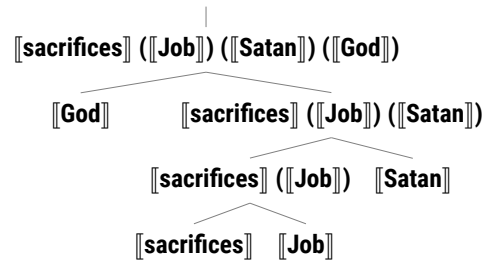 ⟦sacrifices⟧ (⟦Job⟧) (⟦Satan⟧) (⟦God⟧)
⟦God⟧ ⟦sacrifices⟧ (⟦Job⟧) (⟦Satan⟧)
⟦sacrifices⟧ (⟦Job⟧) ⟦Satan⟧
⟦sacrifices⟧ ⟦Job⟧